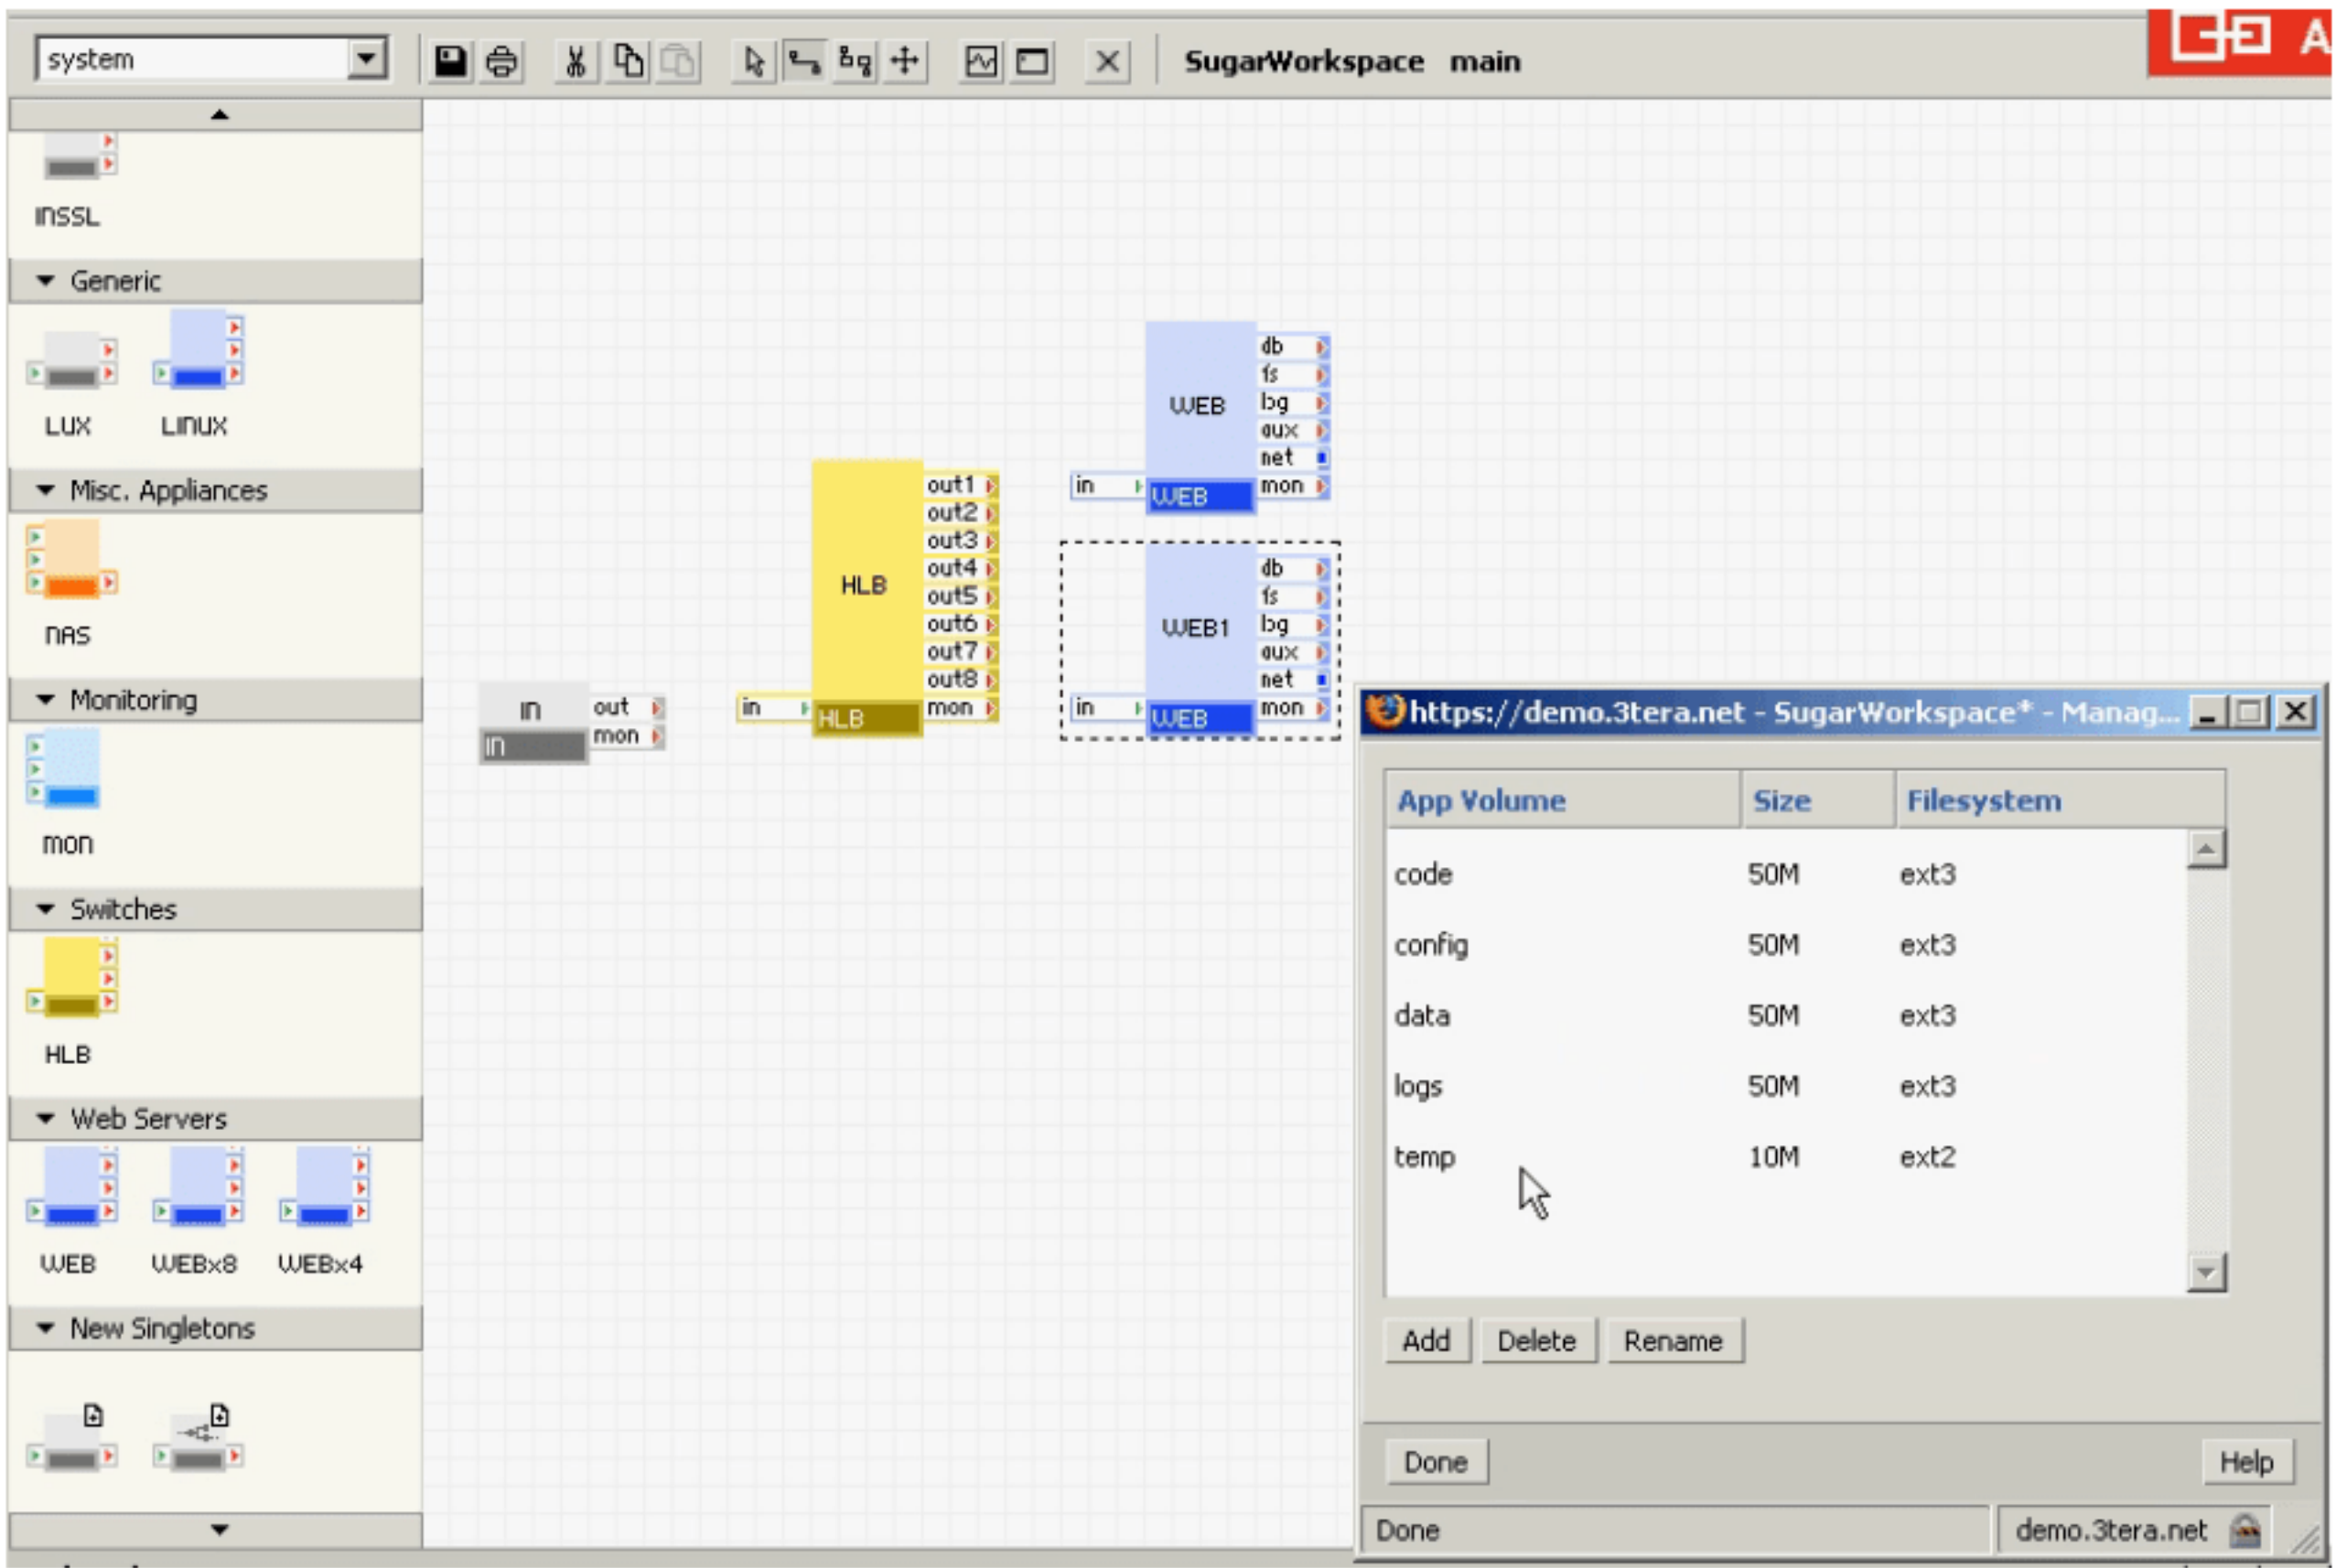 system
SugarWorkspace main
A
INSSL
Generic
LUX LINUX
Misc. Appliances
NAS
Monitoring
MON
Switches
HLB
Web Servers
WEB WEBx8 WEBx4
New Singletons
IN
out
mon
IN
HLB
in
HLB
out1
out2
out3
out4
out5
out6
out7
out8
mon
WEB
in
WEB
db
fs
log
aux
net
mon
WEB1
in
WEB
db
fs
log
aux
net
mon
https://demo.3tera.net - SugarWorkspace* - Manag...
App Volume Size Filesystem
code 50M ext3
config 50M ext3
data 50M ext3
logs 50M ext3
temp 10M ext2
Add Delete Rename
Done Help
Done demo.3tera.net